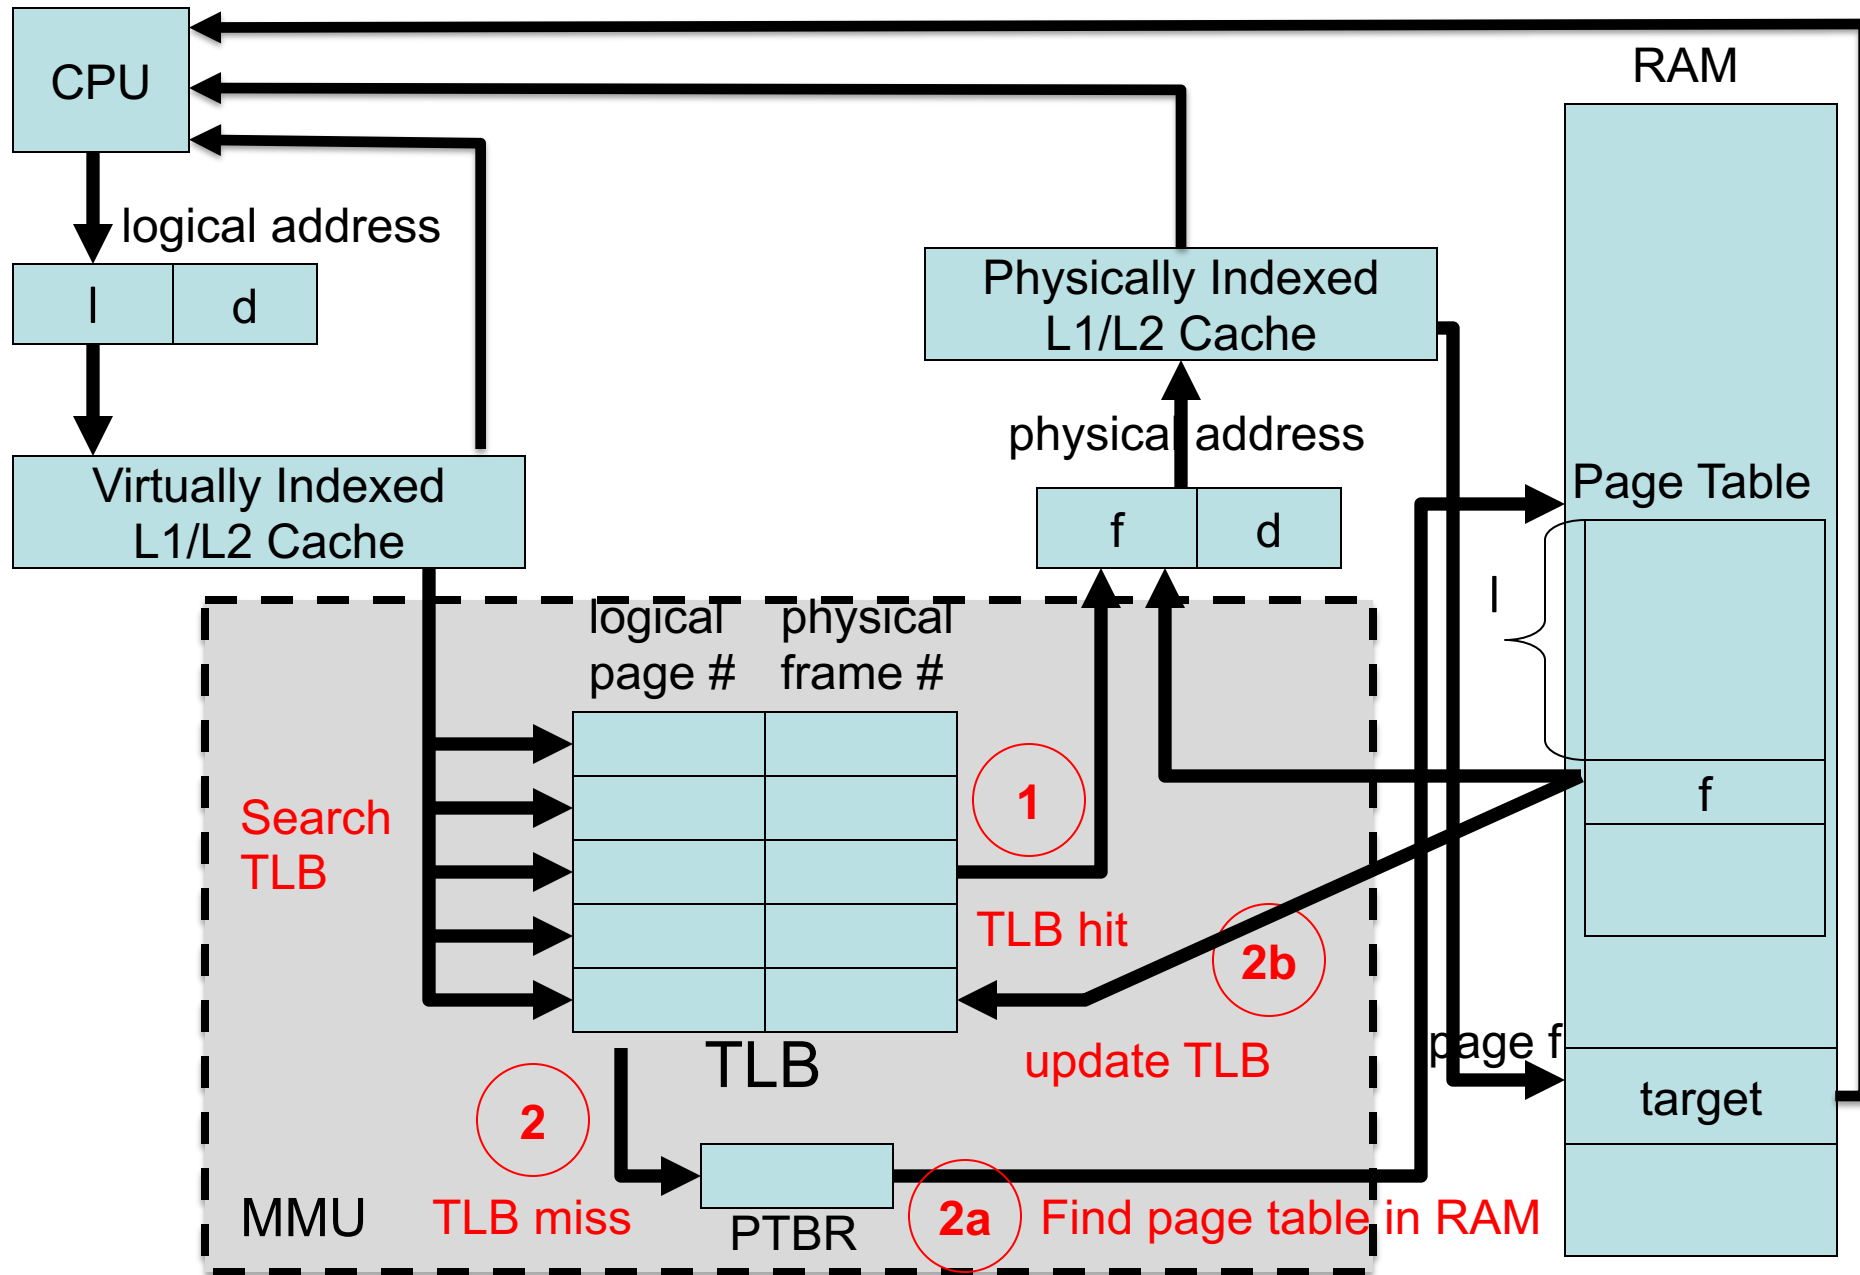 CPU
RAM
logical address
l
d
Physically Indexed
L1/L2 Cache
physical address
Virtually Indexed
L1/L2 Cache
f
d
Page Table
l
f
logical
page #
physical
frame #
Search
TLB
1
TLB hit
2b
update TLB
TLB
page f
target
2
TLB miss
MMU
PTBR
2a
Find page table in RAM